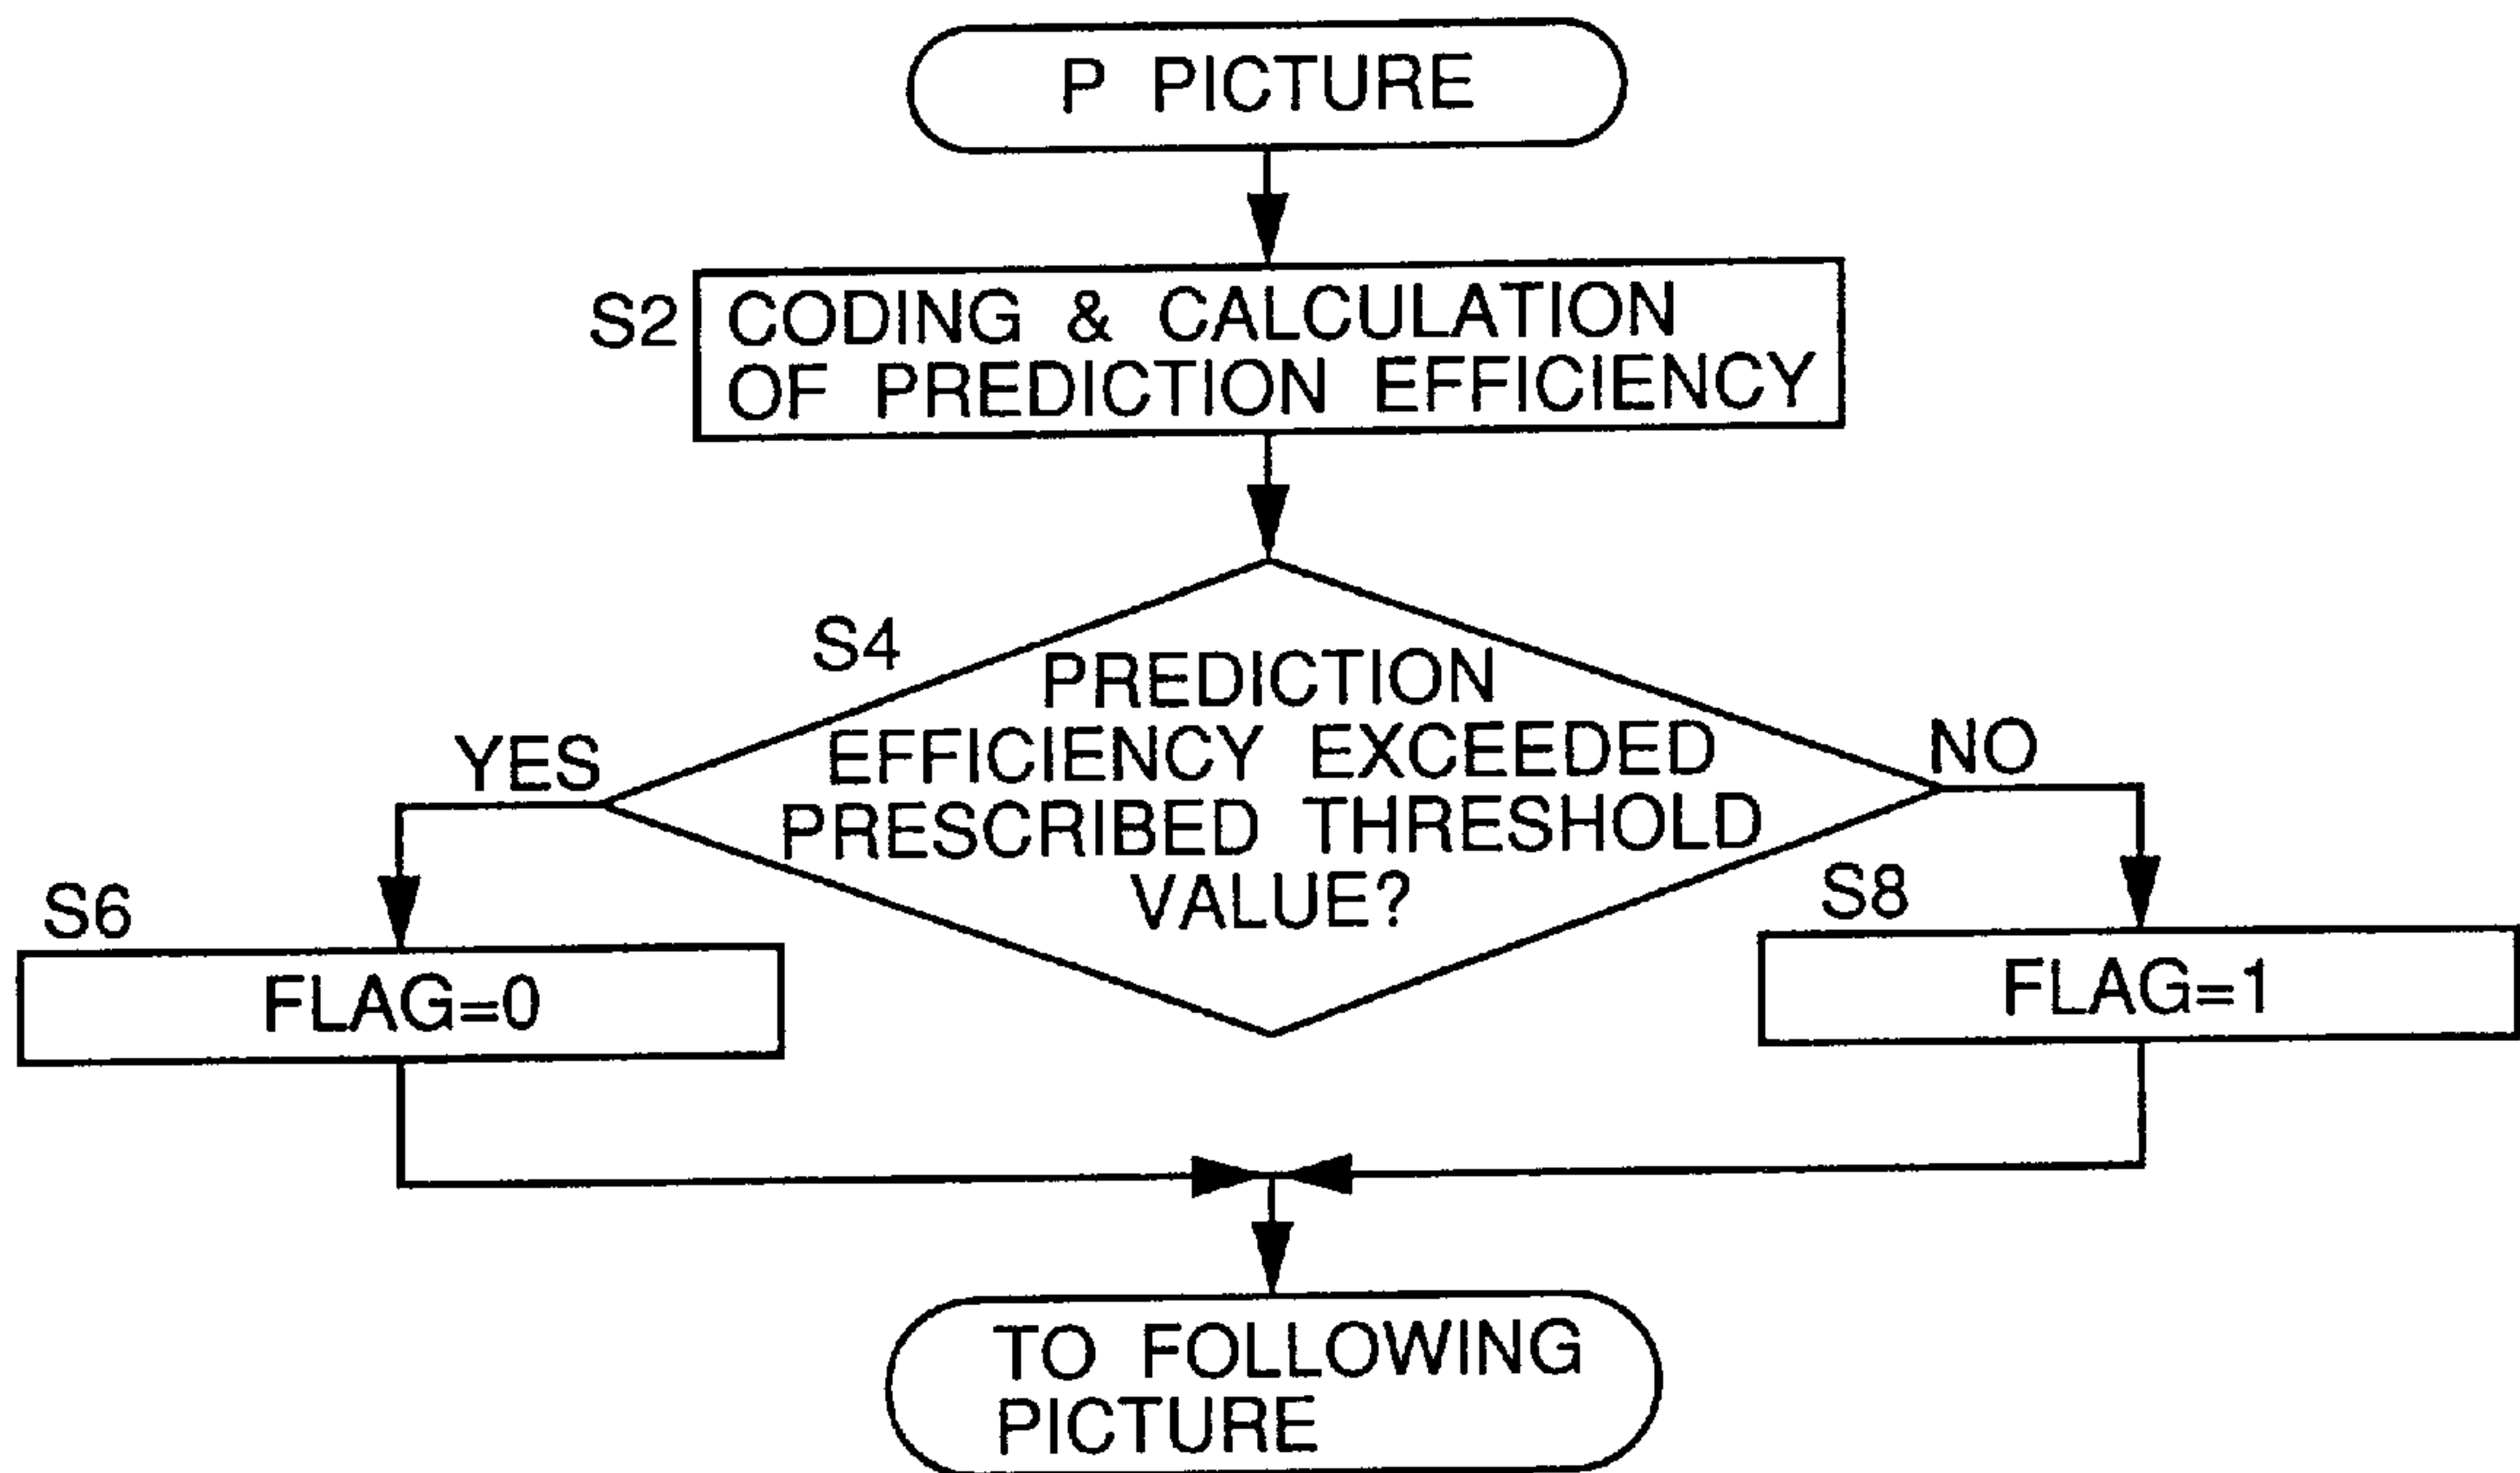 P PICTURE
S2
CODING & CALCULATION
OF PREDICTION EFFICIENCY
S4
PREDICTION
EFFICIENCY EXCEEDED
PRESCRIBED THRESHOLD
VALUE?
YES
NO
S6
FLAG=0
S8
FLAG=1
TO FOLLOWING
PICTURE